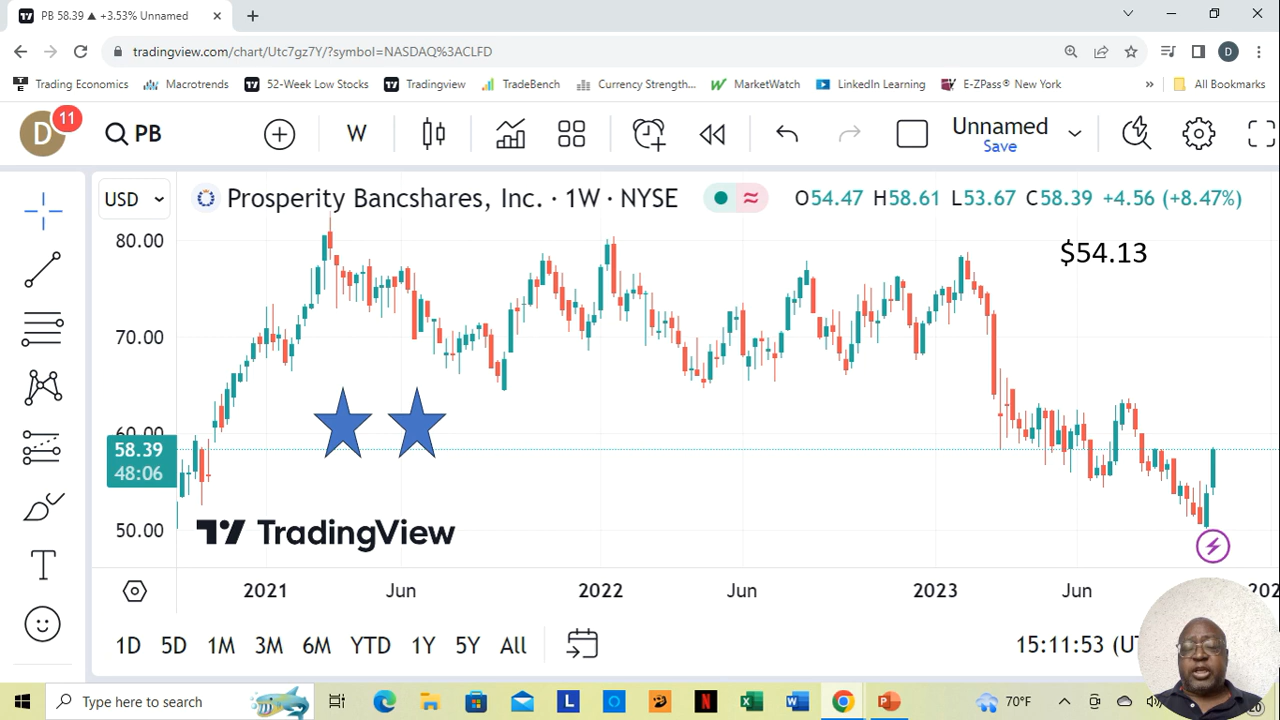 PB 58.39 ▲ +3.53% Unnamed
tradingview.com/chart/Utc7gz7Y/?symbol=NASDAQ%3ACLFD
D
Trading Economics
Macrotrends
52-Week Low Stocks
Tradingview
TradeBench
Currency Strength...
MarketWatch
LinkedIn Learning
E-ZPass® New York
»
All Bookmarks
D
11
PB
W
Unnamed
Save
USD
Prosperity Bancshares, Inc. · 1W · NYSE
O54.47 H58.61 L53.67 C58.39 +4.56 (+8.47%)
$54.13
80.00
70.00
60.00
58.39
48:06
50.00
TradingView
2021
Jun
2022
Jun
2023
Jun
1D
5D
1M
3M
6M
YTD
1Y
5Y
All
15:11:53
Type here to search
70°F